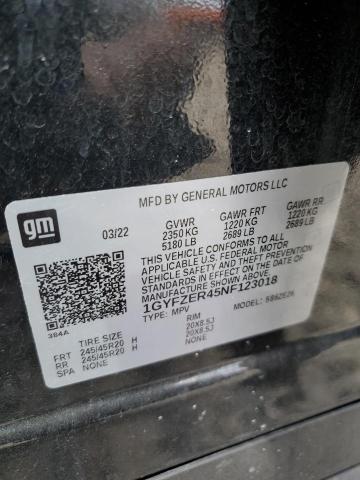 gm
MFD BY GENERAL MOTORS LLC
03/22
GVWR GAWR FRT GAWR RR
2350 KG 1220 KG 1220 KG
5180 LB 2689 LB 2689 LB
THIS VEHICLE CONFORMS TO ALL
APPLICABLE U.S. FEDERAL MOTOR
VEHICLE SAFETY AND THEFT PREVENTION
STANDARDS IN EFFECT ON THE DATE OF
MANUFACTURE SHOWN ABOVE.
1GYFZER45NF123018
TYPE: MPV
384A
TIRE SIZE RIM
FRT 245/45R20 H 20X8.5J
RR 245/45R20 H 20X8.5J
SPA NONE NONE